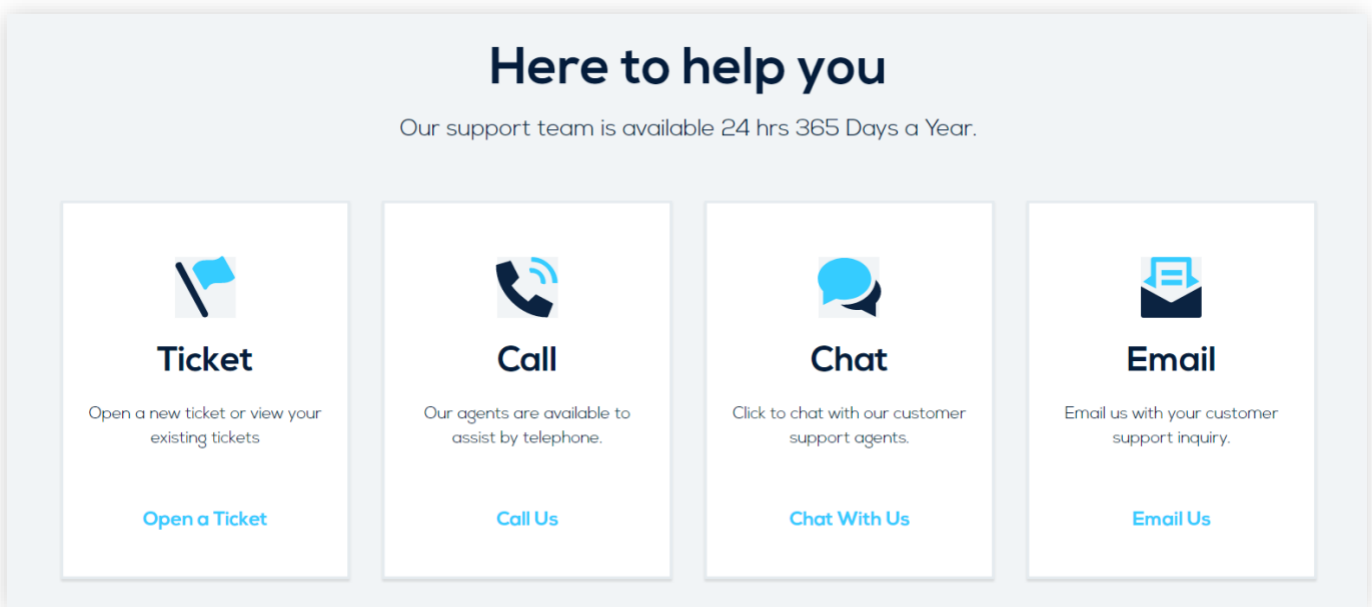 Here to help you
Our support team is available 24 hrs 365 Days a Year.
Ticket
Open a new ticket or view your
existing tickets
Open a Ticket
Call
Our agents are available to
assist by telephone.
Call Us
Chat
Click to chat with our customer
support agents.
Chat With Us
Email
Email us with your customer
support inquiry.
Email Us